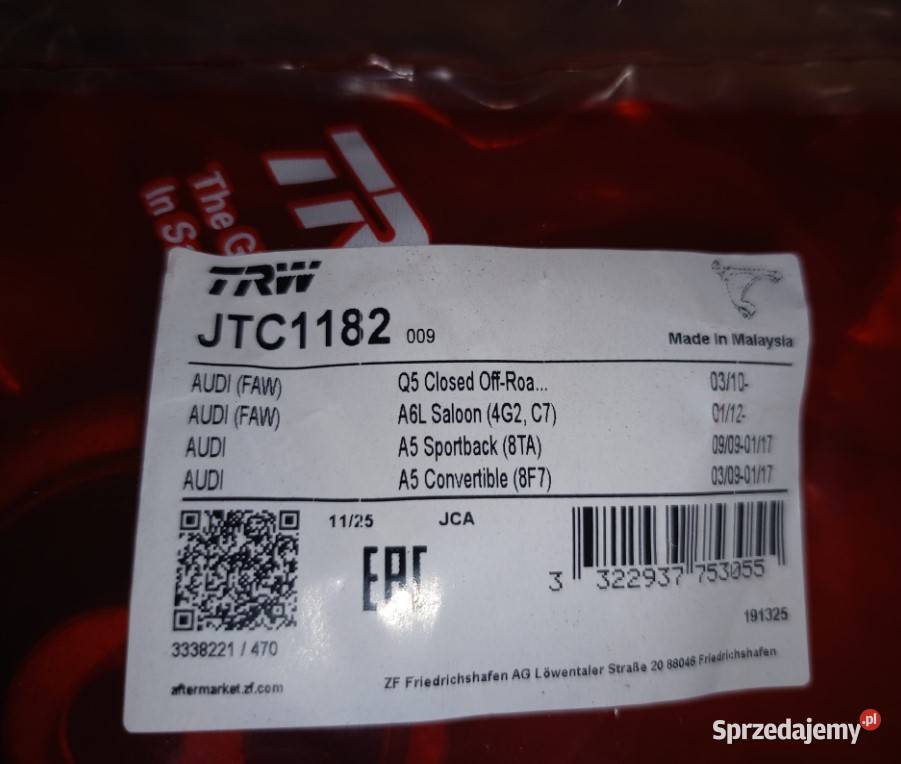 TR
The G
In Sa
TRW
JTC1182 009
Made in Malaysia
AUDI (FAW) Q5 Closed Off-Roa... 03/10-
AUDI (FAW) A6L Saloon (4G2, C7) 01/12-
AUDI A5 Sportback (8TA) 09/09-01/17
AUDI A5 Convertible (8F7) 03/09-01/17
11/25 JCA
EAC
3 322937 753055
191325
3338221 / 470
aftermarket.zf.com
ZF Friedrichshafen AG Löwentaler Straße 20 88046 Friedrichshafen
Sprzedajemy.pl